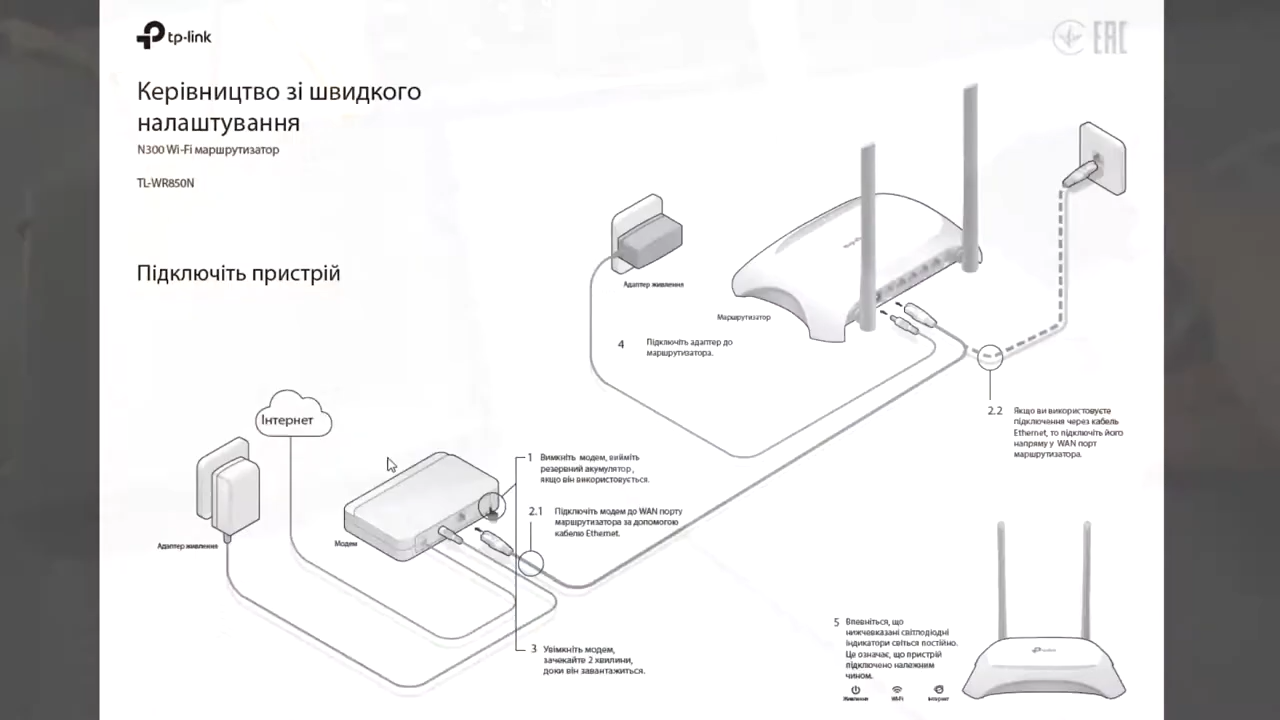 tp-link
EAC
Керівництво зі швидкого
налаштування
N300 Wi-Fi маршрутизатор
TL-WR850N
Підключіть пристрій
Адаптер живлення
Маршрутизатор
4 Підключіть адаптер до
маршрутизатора.
2.2 Якщо ви використовуєте
підключення через кабель
Ethernet, то підключіть його
напряму у WAN порт
маршрутизатора.
Інтернет
Адаптер живлення
Модем
1 Вимкніть модем, вийміть
резервний акумулятор,
якщо він використовується.
2.1 Підключіть модем до WAN порту
маршрутизатора за допомогою
кабелю Ethernet.
3 Увімкніть модем,
зачекайте 2 хвилини,
доки він завантажиться.
5 Впевніться, що
нижчевказані світлодіодні
індикатори світься постійно.
Це означає, що пристрій
підключено належним
чином.
Живлення Wi-Fi Інтернет
tp-link